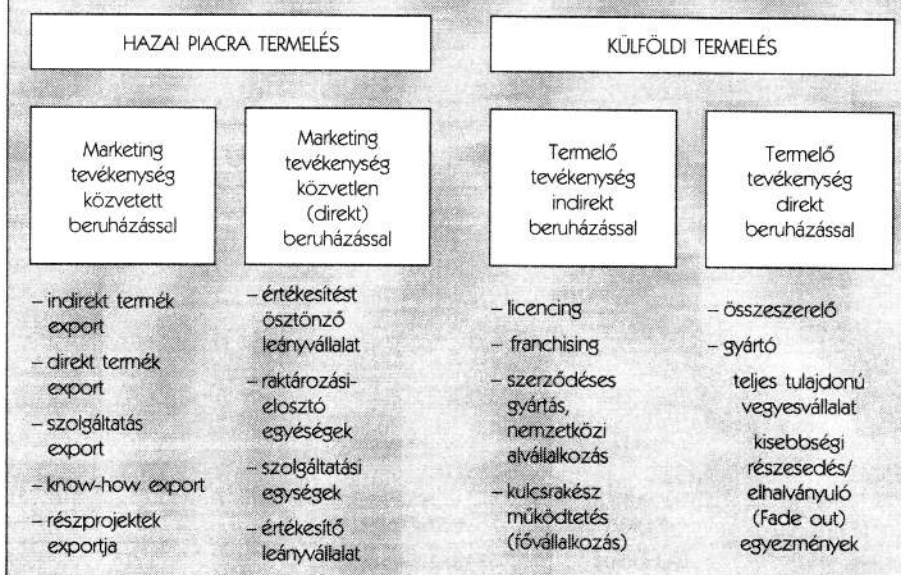 HAZAI PIACRA TERMELÉS
Marketing
tevékenység
közvetett
beruházással
– indirekt termék
export
– direkt termék
export
– szolgáltatás
export
– know-how export
– részprojektek
exportja
Marketing
tevékenység
közvetlen
(direkt)
beruházással
– értékesítést
ösztönző
leányvállalat
– raktározási-
elosztó
egyéségek
– szolgáltatási
egységek
– értékesítő
leányvállalat
KÜLFÖLDI TERMELÉS
Termelő
tevékenység
indirekt
beruházással
– licencing
– franchising
– szerződéses
gyártás,
nemzetközi
alvállalkozás
– kulcsrakész
működtetés
(fővállalkozás)
Termelő
tevékenység
direkt
beruházással
– összeszerelő
– gyártó
teljes tulajdonú
vegyesvállalat
kisebbségi
részesedés/
elhalványuló
(Fade out)
egyezmények